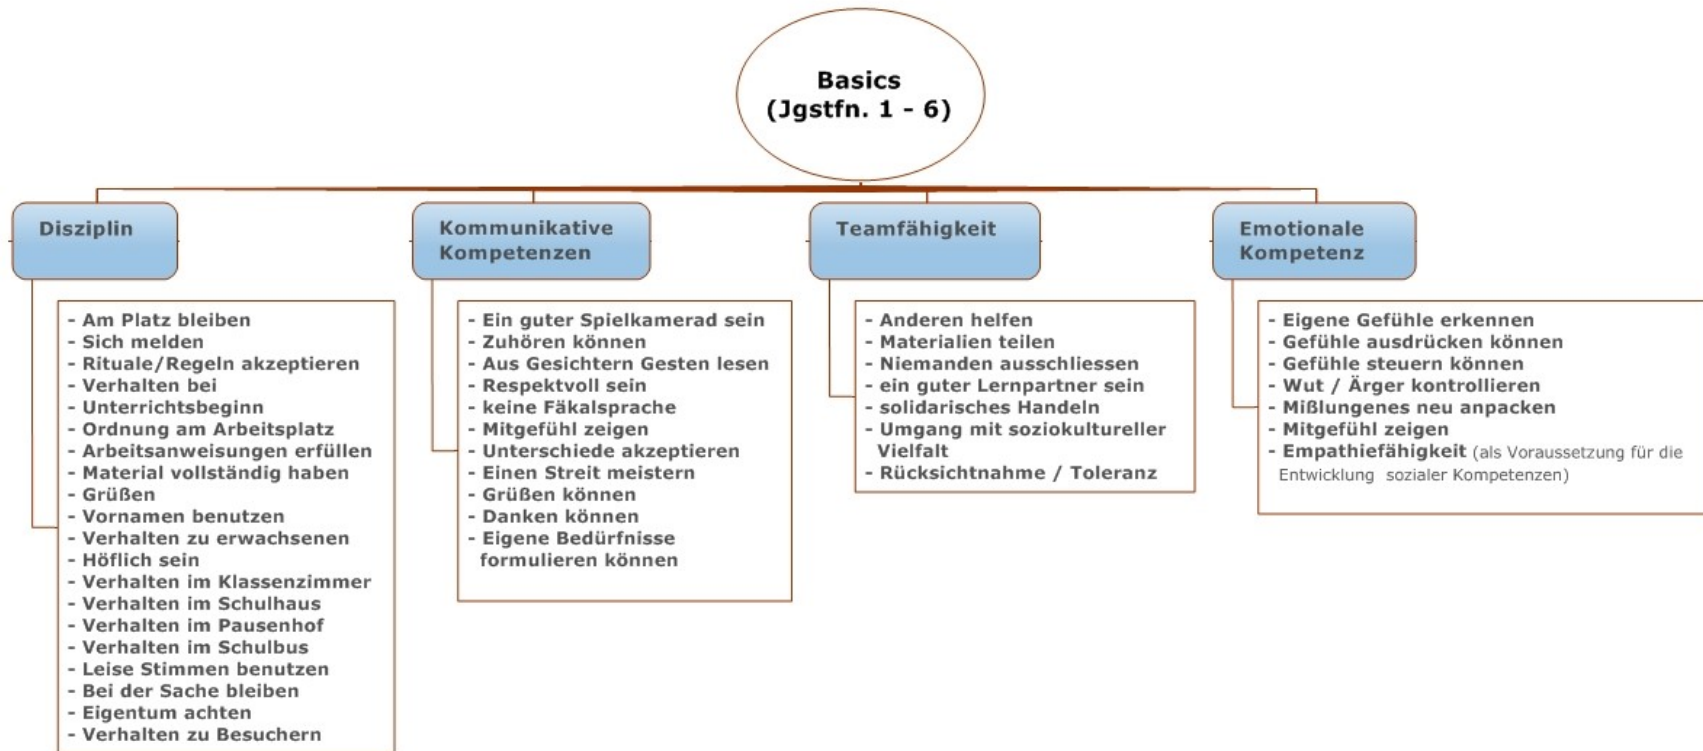 Basics
(Jgstfn. 1 - 6)
Disziplin
- Am Platz bleiben
- Sich melden
- Rituale/Regeln akzeptieren
- Verhalten bei
- Unterrichtsbeginn
- Ordnung am Arbeitsplatz
- Arbeitsanweisungen erfüllen
- Material vollständig haben
- Grüßen
- Vornamen benutzen
- Verhalten zu erwachsenen
- Höflich sein
- Verhalten im Klassenzimmer
- Verhalten im Schulhaus
- Verhalten im Pausenhof
- Verhalten im Schulbus
- Leise Stimmen benutzen
- Bei der Sache bleiben
- Eigentum achten
- Verhalten zu Besuchern
Kommunikative
Kompetenzen
- Ein guter Spielkamerad sein
- Zuhören können
- Aus Gesichtern Gesten lesen
- Respektvoll sein
- keine Fäkalsprache
- Mitgefühl zeigen
- Unterschiede akzeptieren
- Einen Streit meistern
- Grüßen können
- Danken können
- Eigene Bedürfnisse
formulieren können
Teamfähigkeit
- Anderen helfen
- Materialien teilen
- Niemanden ausschliessen
- ein guter Lernpartner sein
- solidarisches Handeln
- Umgang mit soziokultureller
Vielfalt
- Rücksichtnahme / Toleranz
Emotionale
Kompetenz
- Eigene Gefühle erkennen
- Gefühle ausdrücken können
- Gefühle steuern können
- Wut / Ärger kontrollieren
- Mißlungenes neu anpacken
- Mitgefühl zeigen
- Empathiefähigkeit (als Voraussetzung für die
Entwicklung sozialer Kompetenzen)